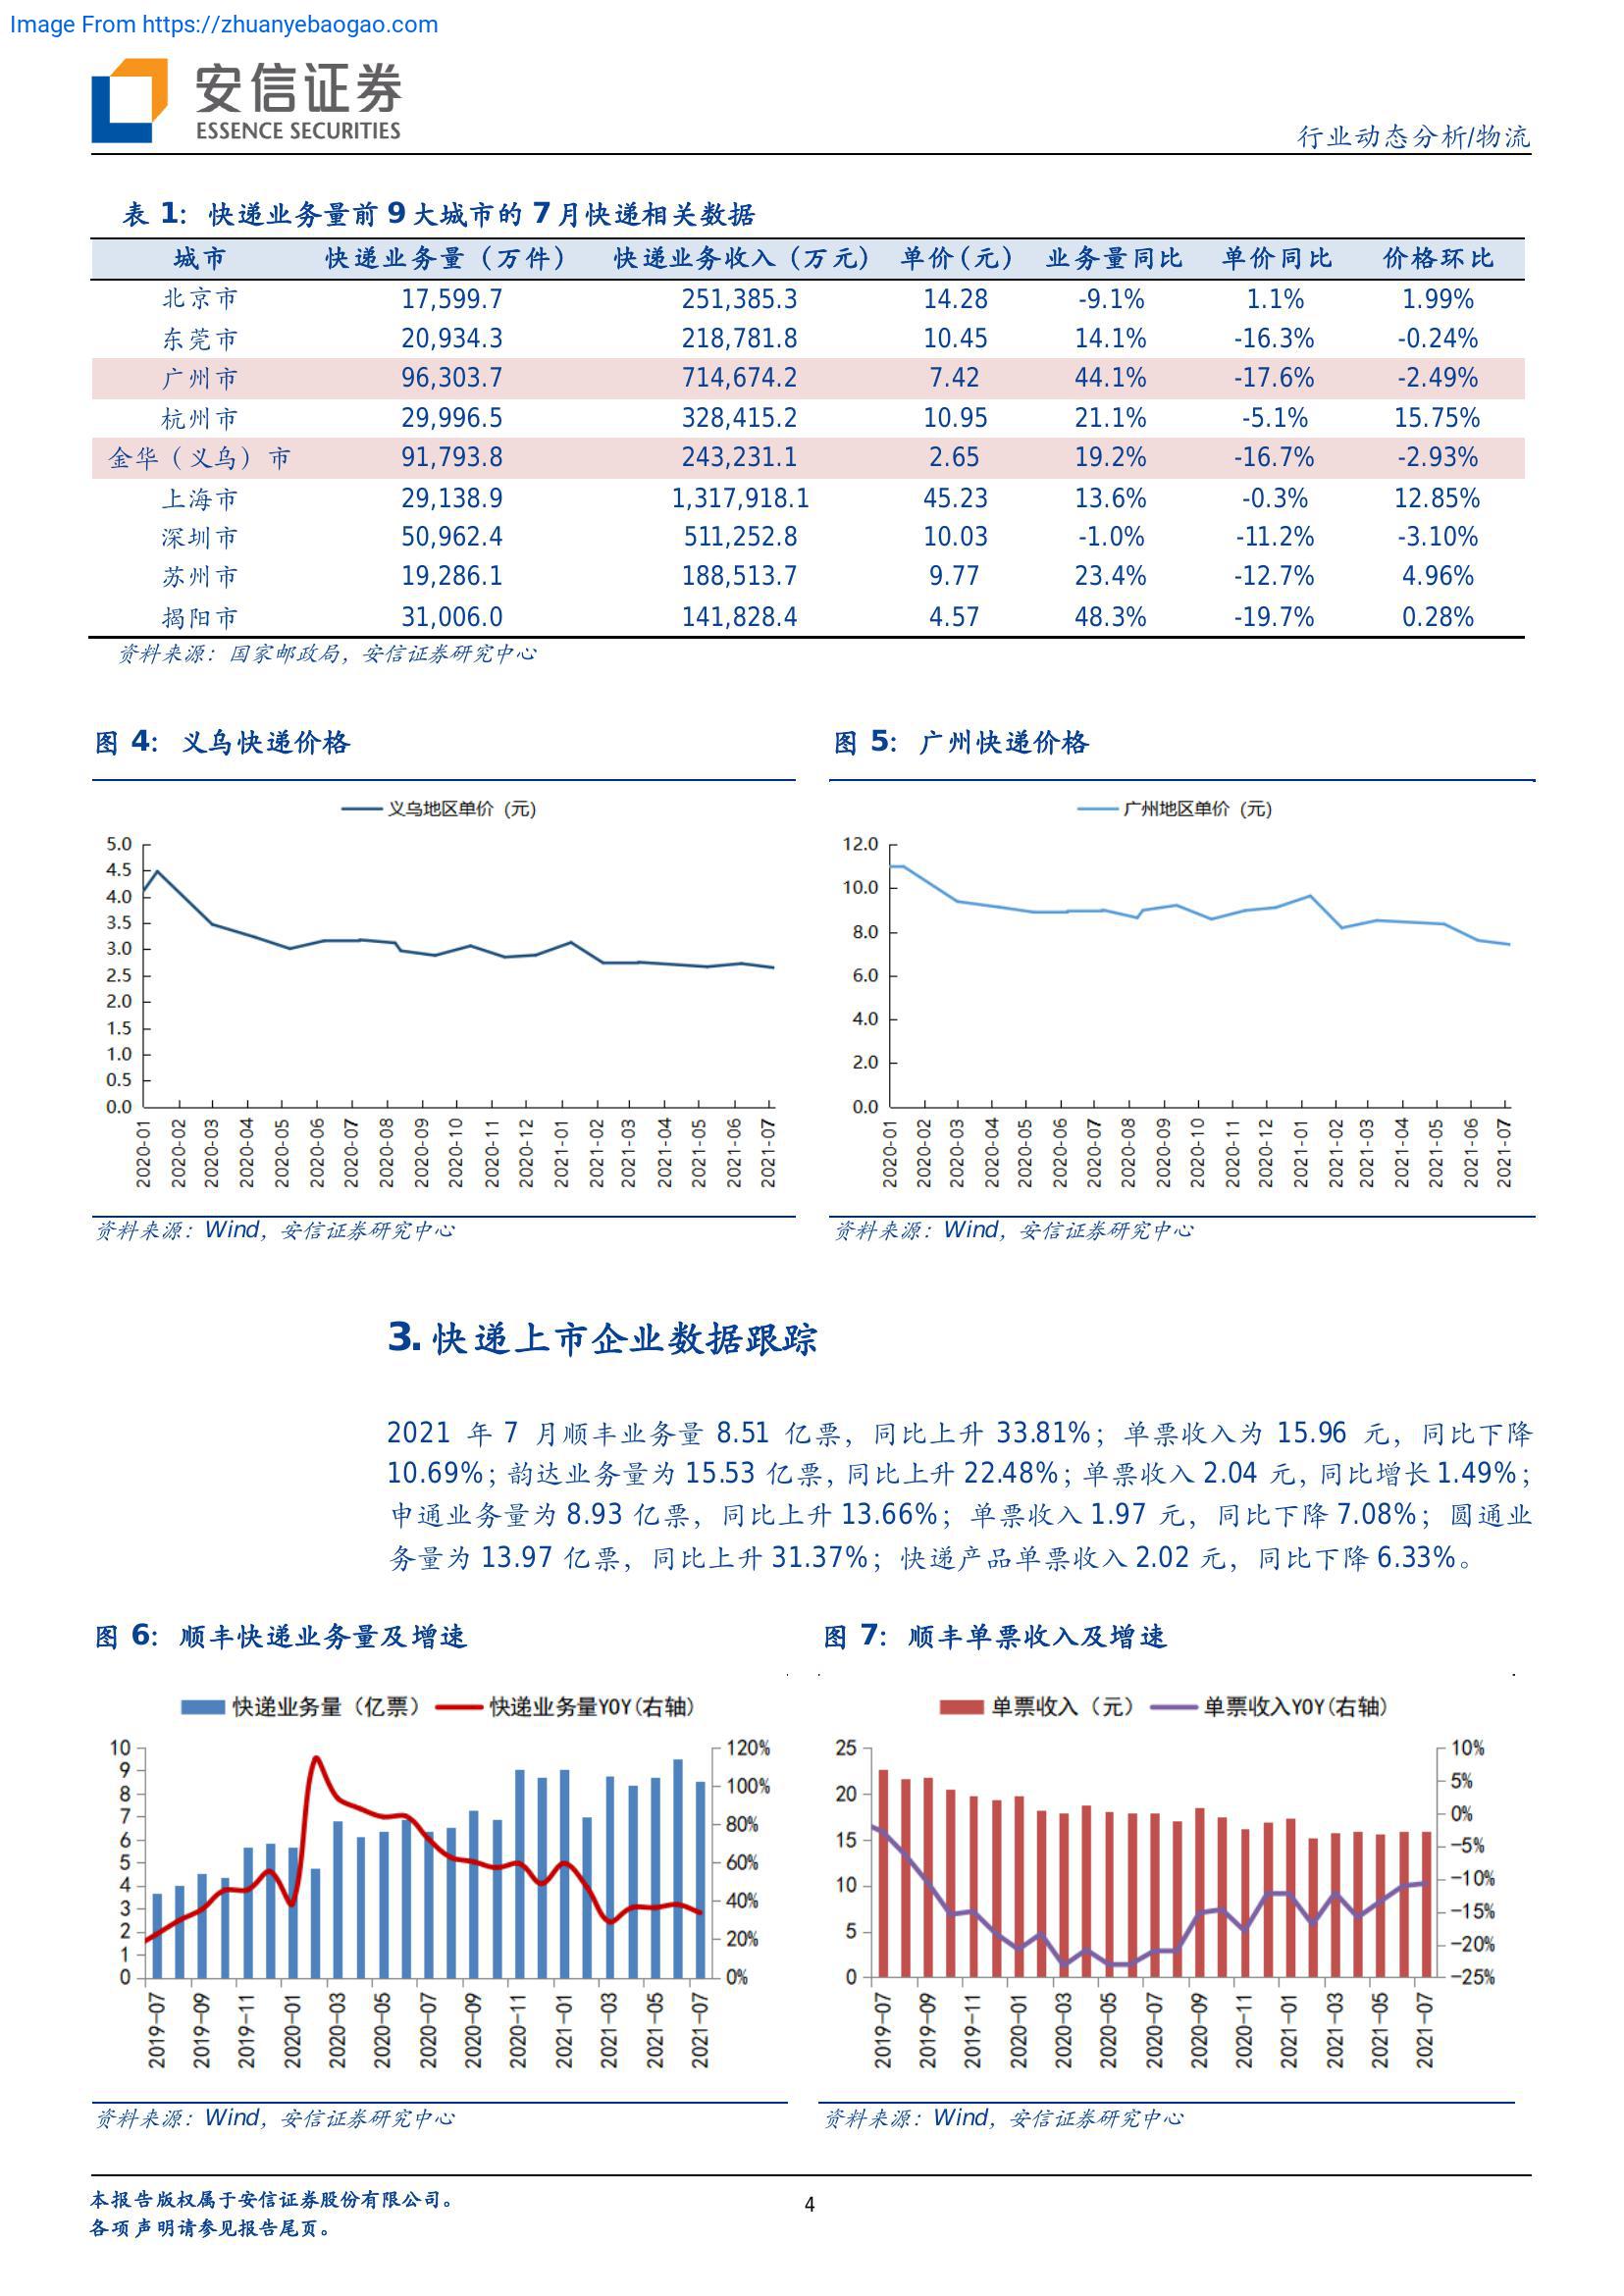 Image From https://zhuanyebaogao.com
安信证券
ESSENCE SECURITIES
行业动态分析/物流
表 1：快递业务量前 9 大城市的 7 月快递相关数据
城市 快递业务量（万件） 快递业务收入（万元） 单价(元) 业务量同比 单价同比 价格环比
北京市 17,599.7 251,385.3 14.28 -9.1% 1.1% 1.99%
东莞市 20,934.3 218,781.8 10.45 14.1% -16.3% -0.24%
广州市 96,303.7 714,674.2 7.42 44.1% -17.6% -2.49%
杭州市 29,996.5 328,415.2 10.95 21.1% -5.1% 15.75%
金华（义乌）市 91,793.8 243,231.1 2.65 19.2% -16.7% -2.93%
上海市 29,138.9 1,317,918.1 45.23 13.6% -0.3% 12.85%
深圳市 50,962.4 511,252.8 10.03 -1.0% -11.2% -3.10%
苏州市 19,286.1 188,513.7 9.77 23.4% -12.7% 4.96%
揭阳市 31,006.0 141,828.4 4.57 48.3% -19.7% 0.28%
资料来源：国家邮政局，安信证券研究中心
图 4：义乌快递价格
义乌地区单价（元）
5.0
4.5
4.0
3.5
3.0
2.5
2.0
1.5
1.0
0.5
0.0
2020-01 2020-02 2020-03 2020-04 2020-05 2020-06 2020-07 2020-08 2020-09 2020-10 2020-11 2020-12 2021-01 2021-02 2021-03 2021-04 2021-05 2021-06 2021-07
资料来源：Wind，安信证券研究中心
图 5：广州快递价格
广州地区单价（元）
12.0
10.0
8.0
6.0
4.0
2.0
0.0
2020-01 2020-02 2020-03 2020-04 2020-05 2020-06 2020-07 2020-08 2020-09 2020-10 2020-11 2020-12 2021-01 2021-02 2021-03 2021-04 2021-05 2021-06 2021-07
资料来源：Wind，安信证券研究中心
3. 快递上市企业数据跟踪
2021 年 7 月顺丰业务量 8.51 亿票，同比上升 33.81%；单票收入为 15.96 元，同比下降
10.69%；韵达业务量为 15.53 亿票，同比上升 22.48%；单票收入 2.04 元，同比增长 1.49%；
申通业务量为 8.93 亿票，同比上升 13.66%；单票收入 1.97 元，同比下降 7.08%；圆通业
务量为 13.97 亿票，同比上升 31.37%；快递产品单票收入 2.02 元，同比下降 6.33%。
图 6：顺丰快递业务量及增速
快递业务量（亿票） 快递业务量YOY(右轴)
10
9
8
7
6
5
4
3
2
1
0
120%
100%
80%
60%
40%
20%
0%
2019-07 2019-09 2019-11 2020-01 2020-03 2020-05 2020-07 2020-09 2020-11 2021-01 2021-03 2021-05 2021-07
资料来源：Wind，安信证券研究中心
图 7：顺丰单票收入及增速
单票收入（元） 单票收入YOY(右轴)
25
20
15
10
5
0
10%
5%
0%
-5%
-10%
-15%
-20%
-25%
2019-07 2019-09 2019-11 2020-01 2020-03 2020-05 2020-07 2020-09 2020-11 2021-01 2021-03 2021-05 2021-07
资料来源：Wind，安信证券研究中心
本报告版权属于安信证券股份有限公司。
各项声明请参见报告尾页。
4